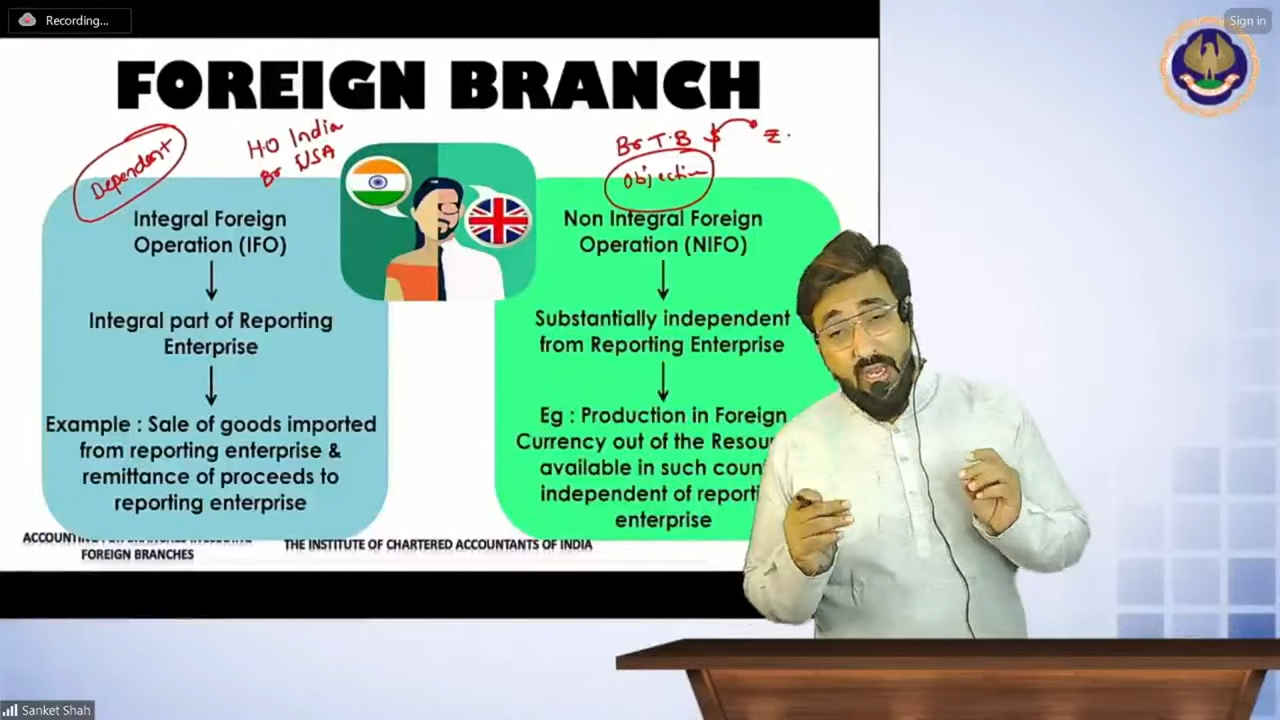 Recording...
Sign in
FOREIGN BRANCH
Dependent
H.O India
Br USA
Br T.B $ ₹.
Objective
Integral Foreign
Operation (IFO)
Integral part of Reporting
Enterprise
Example : Sale of goods imported
from reporting enterprise &
remittance of proceeds to
reporting enterprise
Non Integral Foreign
Operation (NIFO)
Substantially independent
from Reporting Enterprise
Eg : Production in Foreign
Currency out of the
available in such
independent of
enterprise
FOREIGN BRANCHES
THE INSTITUTE OF CHARTERED ACCOUNTANTS OF INDIA
Sanket Shah